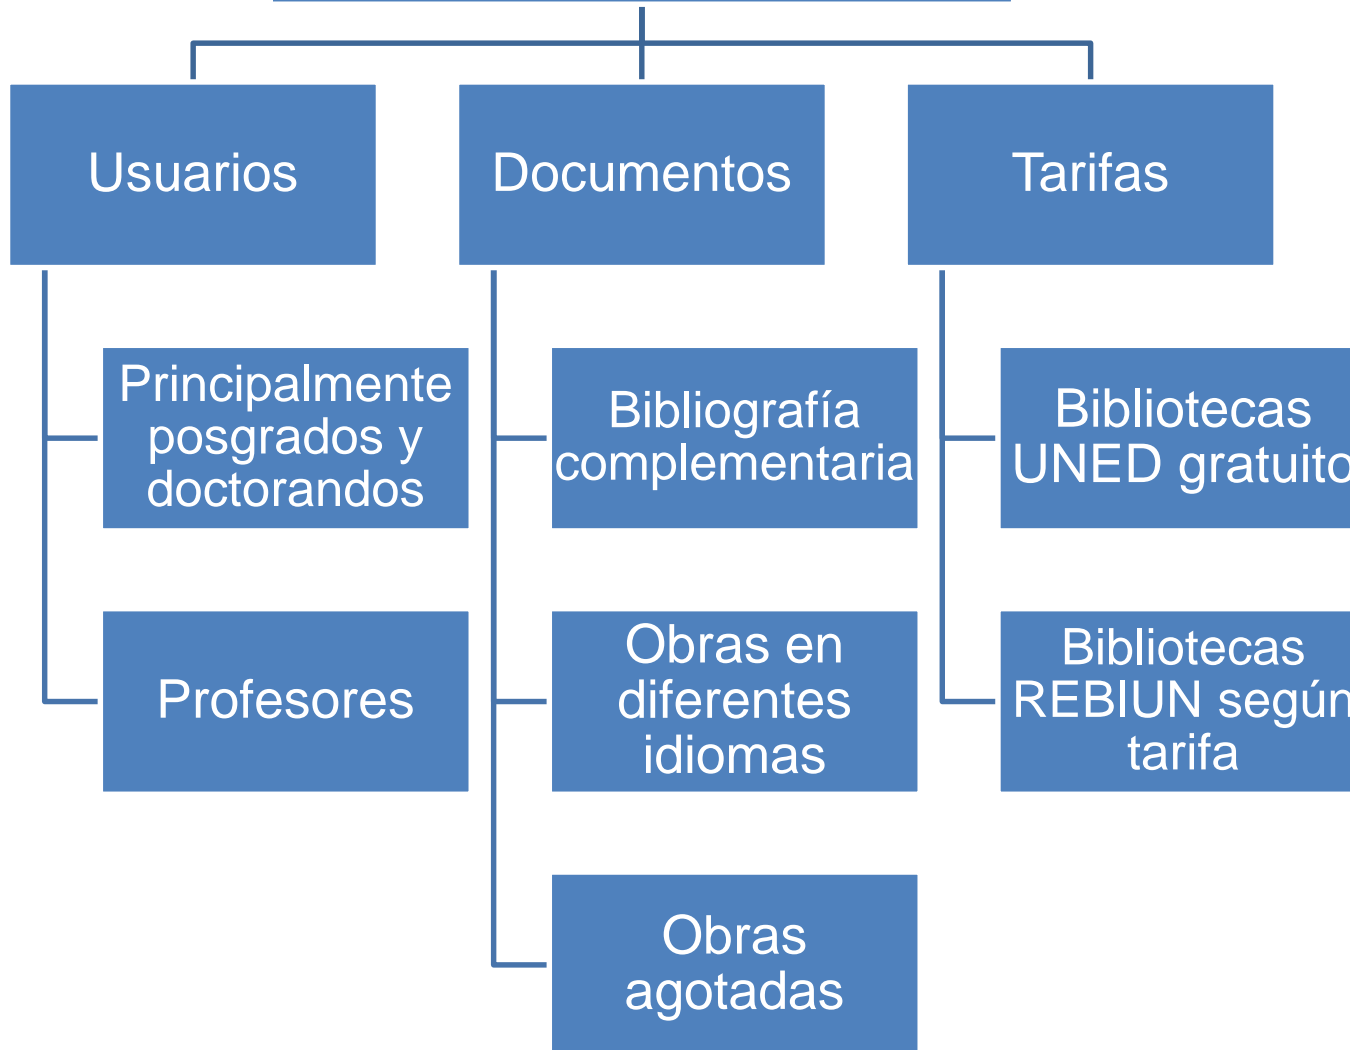 Usuarios
Documentos
Tarifas
Principalmente
posgrados y
doctorandos
Profesores
Bibliografía
complementaria
Obras en
diferentes
idiomas
Obras
agotadas
Bibliotecas
UNED gratuito
Bibliotecas
REBIUN según
tarifa